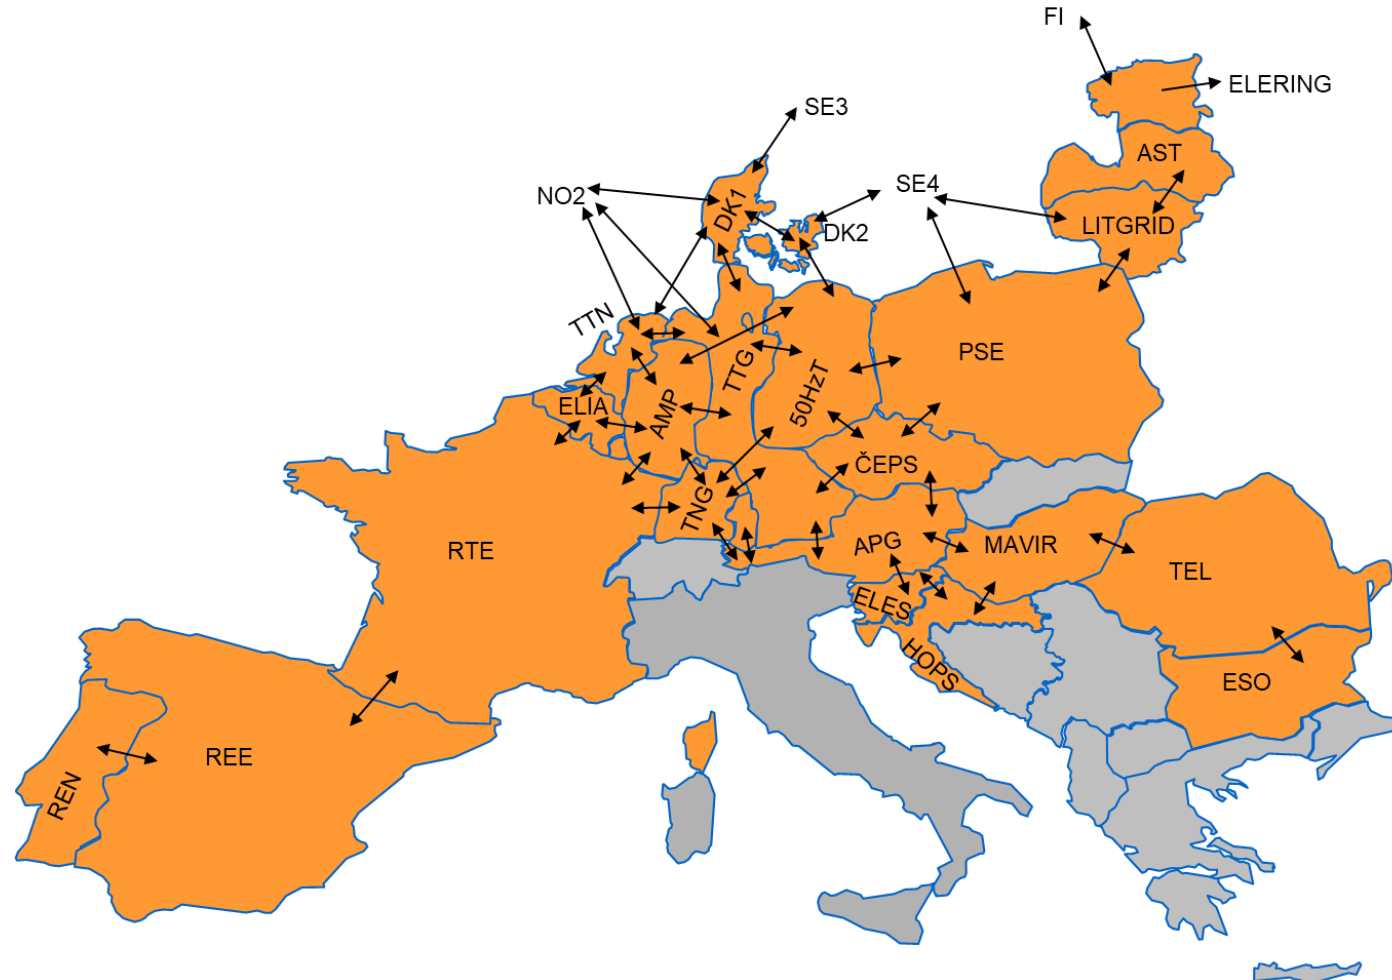 FI
ELERING
SE3
AST
NO2
SE4
DK1
DK2
LITGRID
TTN
PSE
TTG
50HzT
ELIA
AMP
ČEPS
TNG
RTE
APG
MAVIR
TEL
ELES
HOPS
ESO
REE
REN